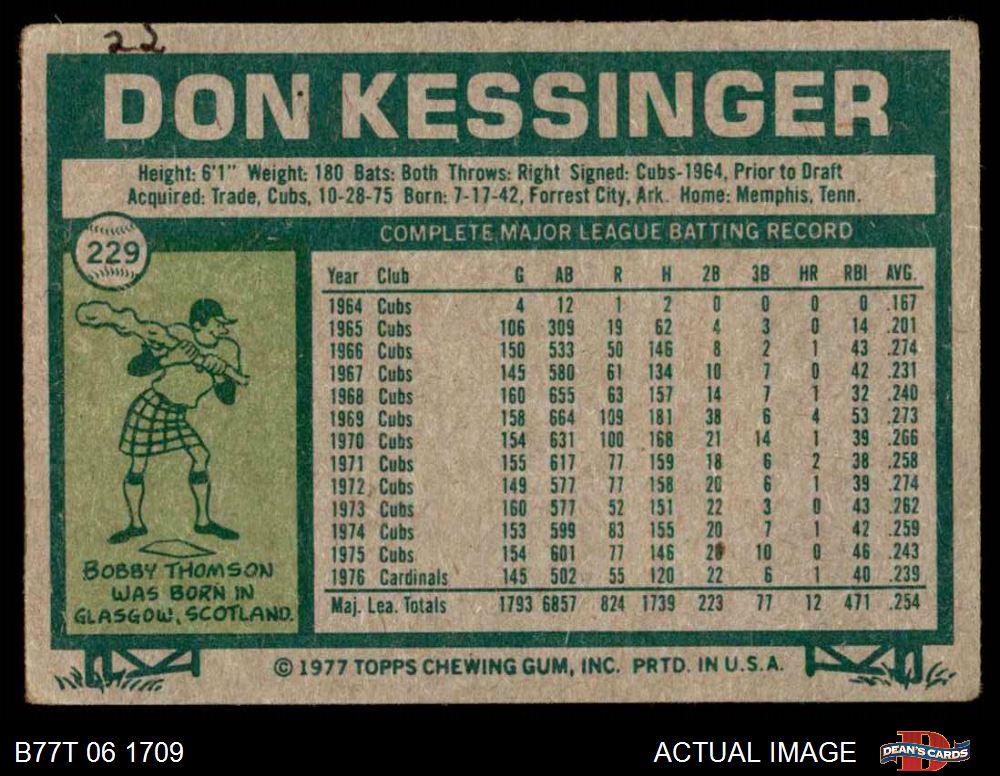 22
DON KESSINGER
Height: 6'1" Weight: 180 Bats: Both Throws: Right Signed: Cubs-1964, Prior to Draft
Acquired: Trade, Cubs, 10-28-75 Born: 7-17-42, Forrest City, Ark. Home: Memphis, Tenn.
229
COMPLETE MAJOR LEAGUE BATTING RECORD
Year Club G AB R H 2B 3B HR RBI AVG.
1964 Cubs 4 12 1 2 0 0 0 0 .167
1965 Cubs 106 309 19 62 4 3 0 14 .201
1966 Cubs 150 533 50 146 8 2 1 43 .274
1967 Cubs 145 580 61 134 10 7 0 42 .231
1968 Cubs 160 655 63 157 14 7 1 32 .240
1969 Cubs 158 664 109 181 38 6 4 53 .273
1970 Cubs 154 631 100 168 21 14 1 39 .266
1971 Cubs 155 617 77 159 18 6 2 38 .258
1972 Cubs 149 577 77 158 20 6 1 39 .274
1973 Cubs 160 577 52 151 22 3 0 43 .262
1974 Cubs 153 599 83 155 20 7 1 42 .259
1975 Cubs 154 601 77 146 10 0 46 .243
1976 Cardinals 145 502 55 120 22 6 1 40 .239
Maj. Lea. Totals 1793 6857 824 1739 223 77 12 471 .254
BOBBY THOMSON
WAS BORN IN
GLASGOW, SCOTLAND.
© 1977 TOPPS CHEWING GUM, INC. PRTD. IN U.S.A.
B77T 06 1709
ACTUAL IMAGE
DEAN'S CARDS